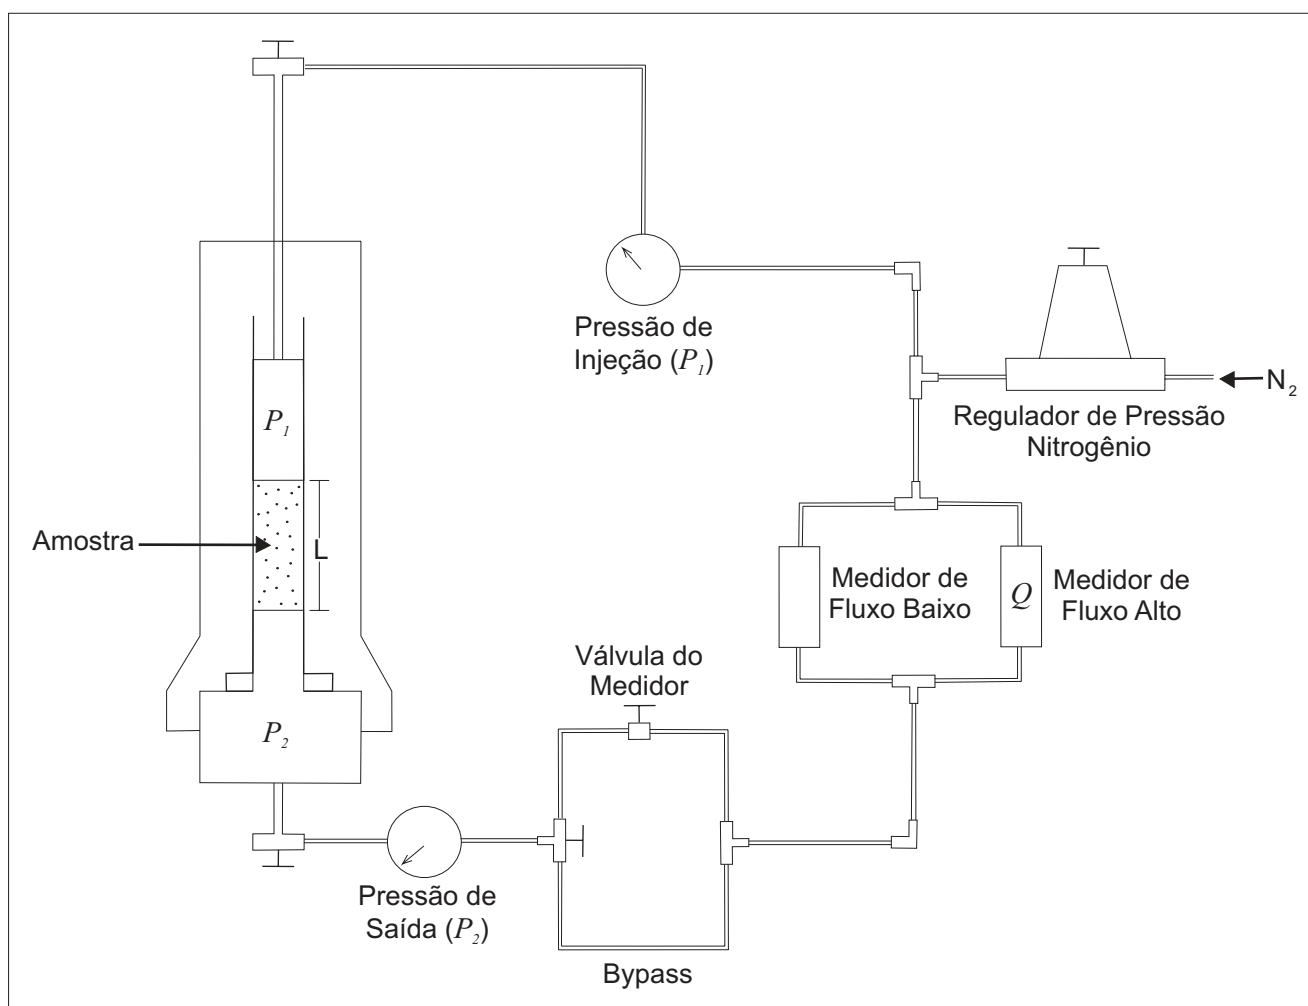 Pressão de
Injeção (P₁)
N₂
Regulador de Pressão
Nitrogênio
P₁
Amostra
L
Medidor de
Fluxo Baixo
Q
Medidor de
Fluxo Alto
Válvula do
Medidor
P₂
Pressão de
Saída (P₂)
Bypass